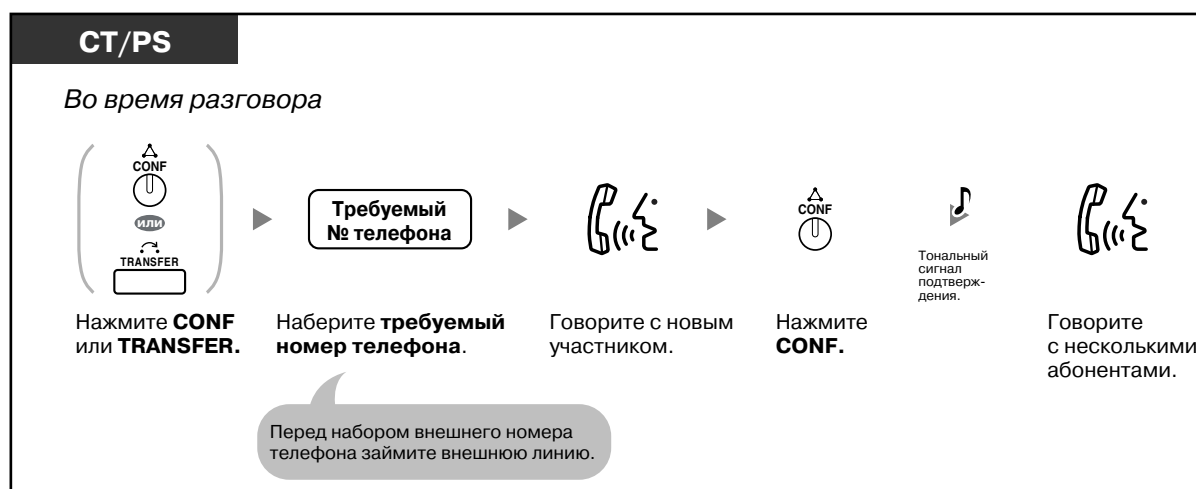 СТ/PS
Во время разговора
CONF
или
TRANSFER
Требуемый
№ телефона
CONF
Тональный
сигнал
подтверж-
дения.
Нажмите CONF
или TRANSFER.
Наберите требуемый
номер телефона.
Говорите с новым
участником.
Нажмите
CONF.
Говорите
с несколькими
абонентами.
Перед набором внешнего номера
телефона займите внешнюю линию.